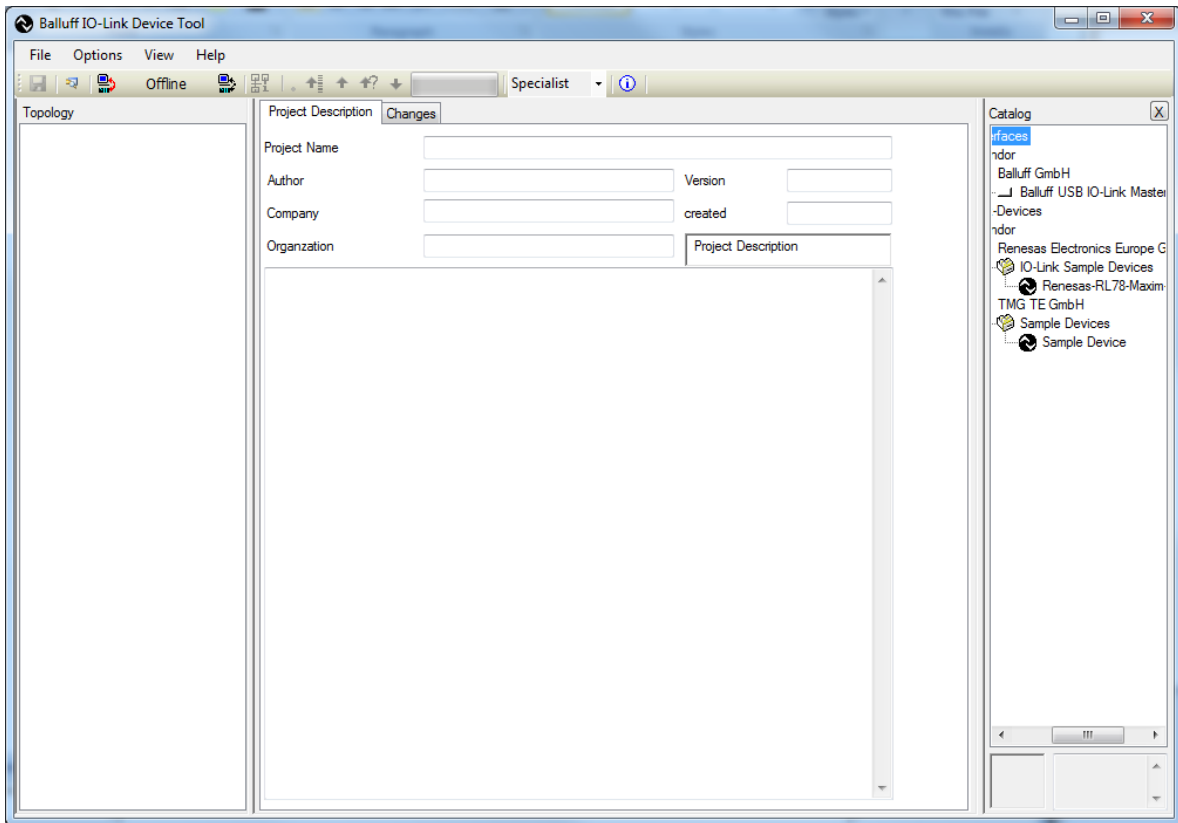 Balluff IO-Link Device Tool
File Options View Help
Offline Specialist
Topology
Project Description Changes
Project Name
Author Version
Company created
Organzation Project Description
Catalog X
rfaces
ndor
Balluff GmbH
Balluff USB IO-Link Master
-Devices
ndor
Renesas Electronics Europe G
IO-Link Sample Devices
Renesas-RL78-Maxim-
TMG TE GmbH
Sample Devices
Sample Device